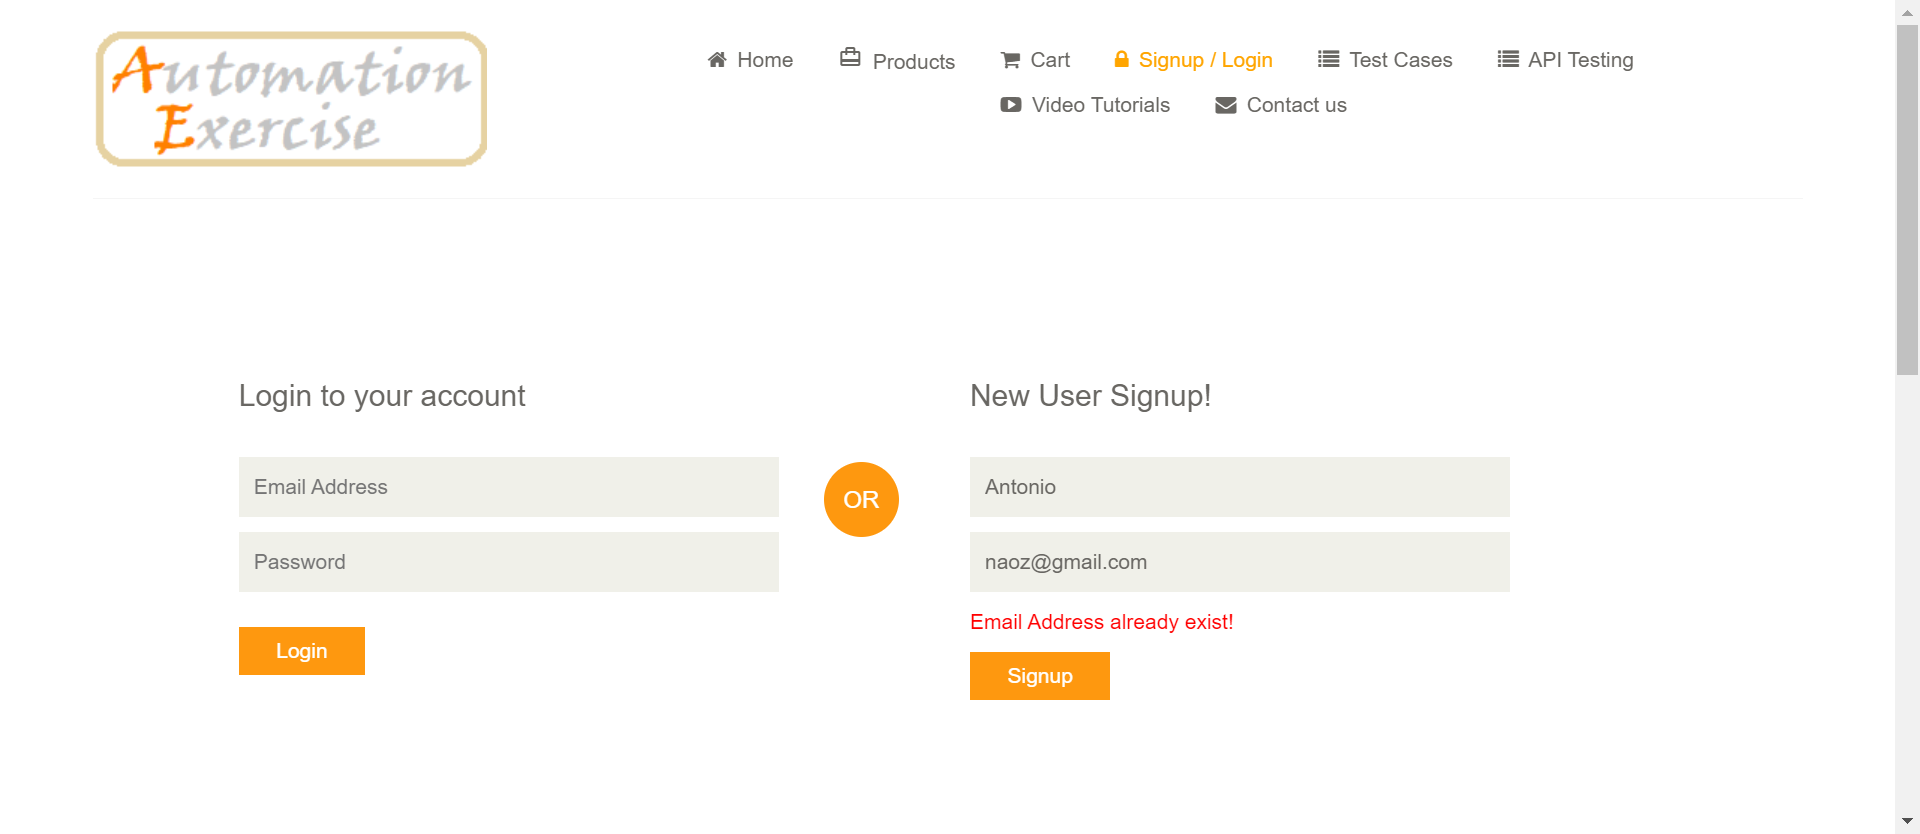 Automation
Exercise
Home
Products
Cart
Signup / Login
Test Cases
API Testing
Video Tutorials
Contact us
Login to your account
Email Address
Password
Login
OR
New User Signup!
Antonio
naoz@gmail.com
Email Address already exist!
Signup